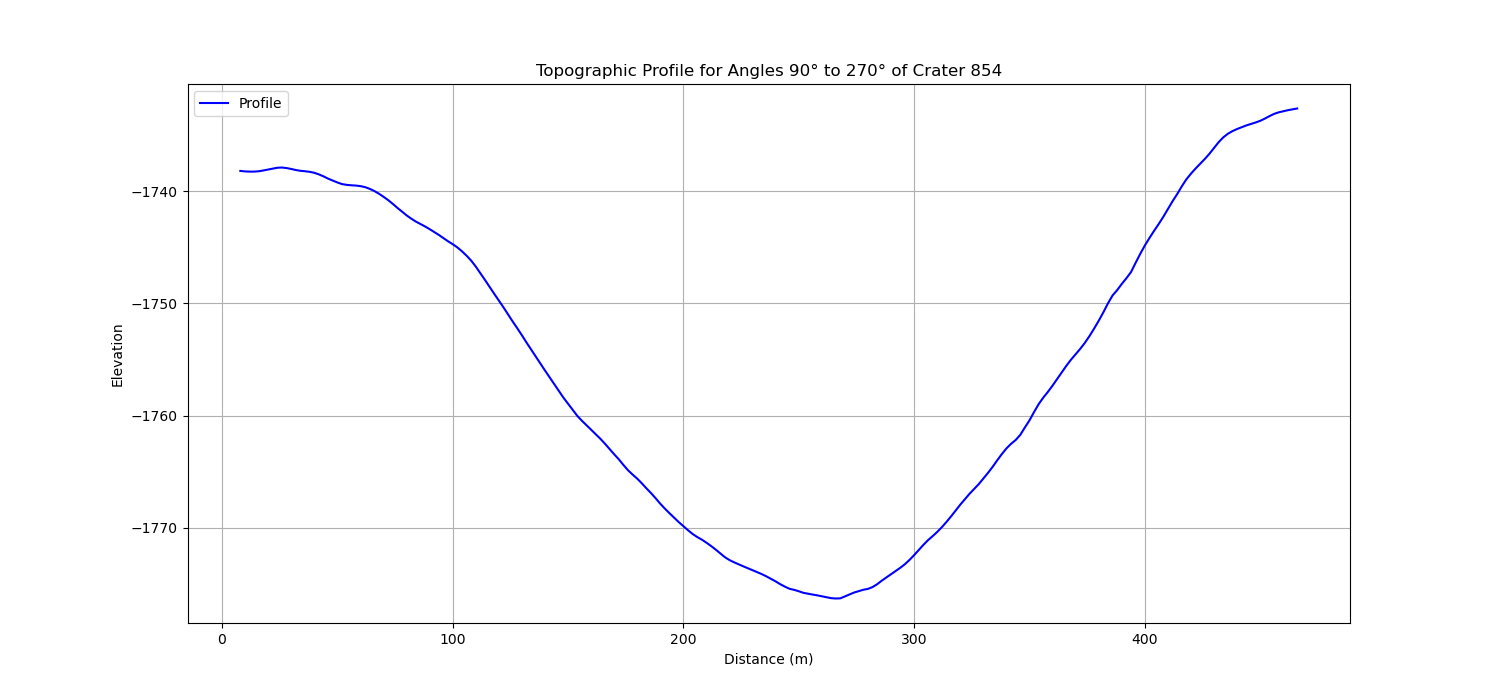 Topographic Profile for Angles 90° to 270° of Crater 854
Profile
−1740
−1750
−1760
−1770
Elevation
0 100 200 300 400
Distance (m)